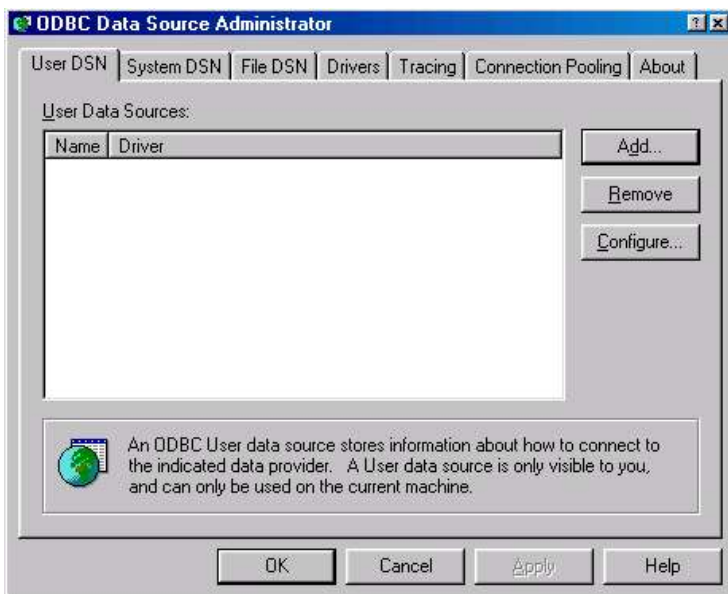 ODBC Data Source Administrator
User DSN System DSN File DSN Drivers Tracing Connection Pooling About
User Data Sources:
Name Driver
Add...
Remove
Configure...
An ODBC User data source stores information about how to connect to
the indicated data provider. A User data source is only visible to you,
and can only be used on the current machine.
OK Cancel Apply Help